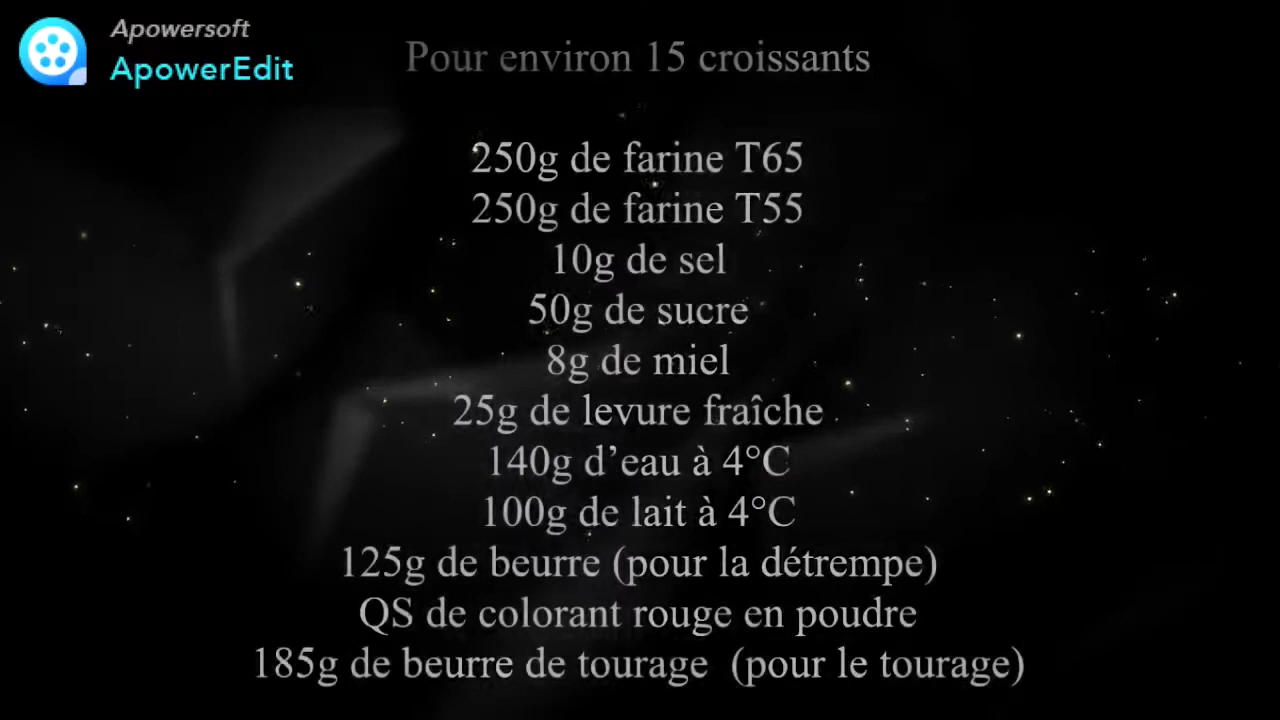 Apowersoft
ApowerEdit
Pour environ 15 croissants
250g de farine T65
250g de farine T55
10g de sel
50g de sucre
8g de miel
25g de levure fraîche
140g d’eau à 4°C
100g de lait à 4°C
125g de beurre (pour la détrempe)
QS de colorant rouge en poudre
185g de beurre de tourage  (pour le tourage)